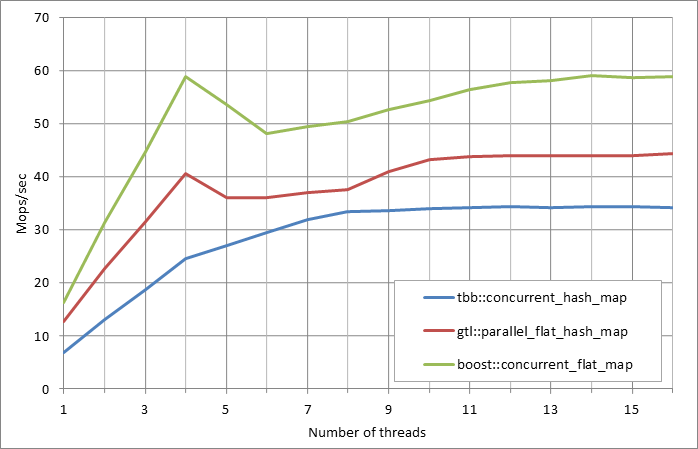 70
60
50
40
30
20
10
0
Mops/sec
tbb::concurrent_hash_map
gtl::parallel_flat_hash_map
boost::concurrent_flat_map
1 3 5 7 9 11 13 15
Number of threads